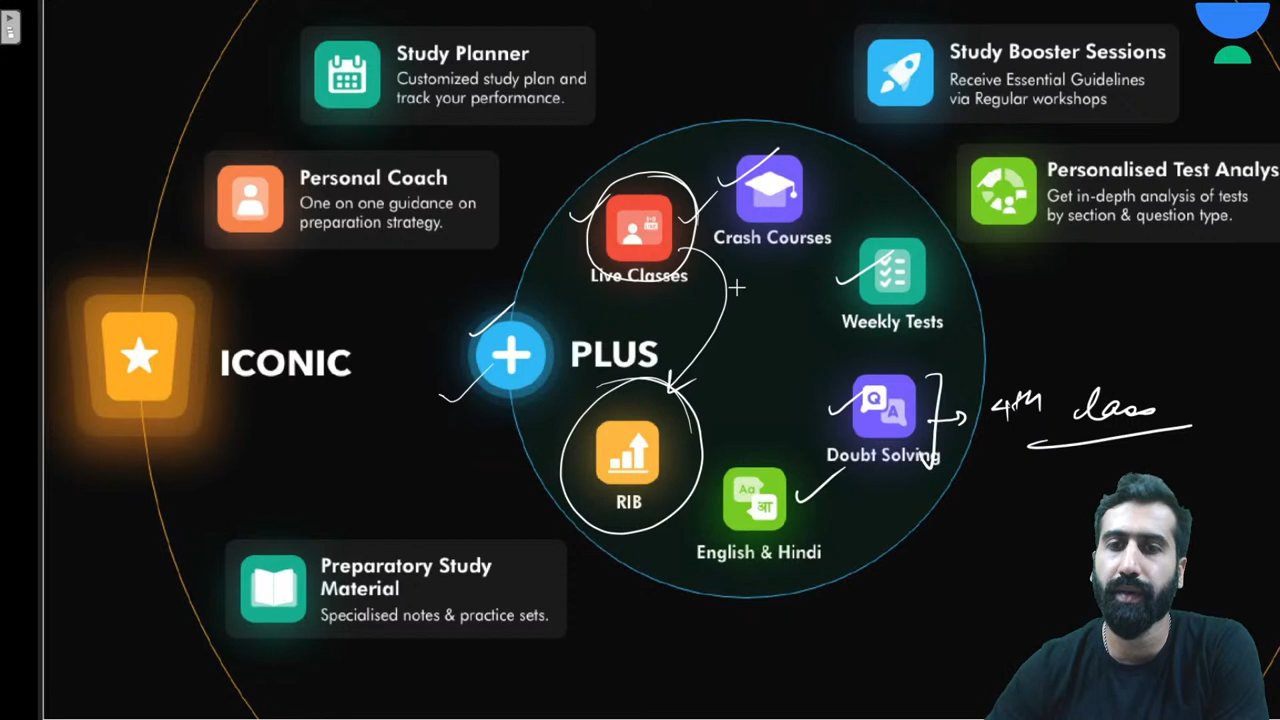 Study Planner
Customized study plan and
track your performance.
Study Booster Sessions
Receive Essential Guidelines
via Regular workshops
Personal Coach
One on one guidance on
preparation strategy.
Personalised Test Analys
Get in-depth analysis of tests
by section & question type.
Crash Courses
Live Classes
Weekly Tests
ICONIC
PLUS
Q
A
4th class
Doubt Solving
RIB
Aa
आ
English & Hindi
Preparatory Study
Material
Specialised notes & practice sets.